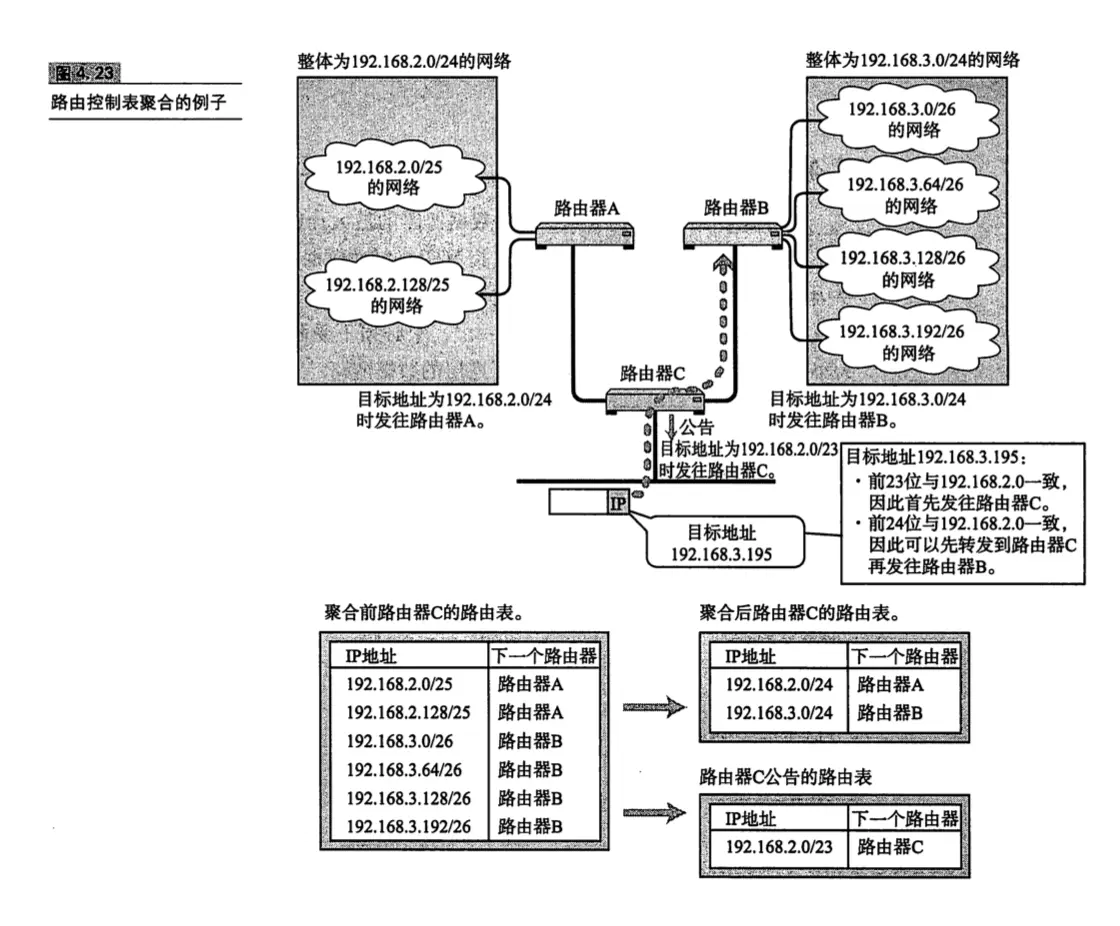 图4.23
路由控制表聚合的例子
整体为192.168.2.0/24的网络
192.168.2.0/25
的网络
192.168.2.128/25
的网络
路由器A
目标地址为192.168.2.0/24
时发往路由器A。
整体为192.168.3.0/24的网络
192.168.3.0/26
的网络
192.168.3.64/26
的网络
192.168.3.128/26
的网络
192.168.3.192/26
的网络
路由器B
目标地址为192.168.3.0/24
时发往路由器B。
路由器C
公告
目标地址为192.168.2.0/23
时发往路由器C。
IP
目标地址
192.168.3.195
目标地址192.168.3.195：
·前23位与192.168.2.0一致，
因此首先发往路由器C。
·前24位与192.168.2.0一致，
因此可以先转发到路由器C
再发往路由器B。
聚合前路由器C的路由表。
IP地址 下一个路由器
192.168.2.0/25 路由器A
192.168.2.128/25 路由器A
192.168.3.0/26 路由器B
192.168.3.64/26 路由器B
192.168.3.128/26 路由器B
192.168.3.192/26 路由器B
聚合后路由器C的路由表。
IP地址 下一个路由器
192.168.2.0/24 路由器A
192.168.3.0/24 路由器B
路由器C公告的路由表
IP地址 下一个路由器
192.168.2.0/23 路由器C